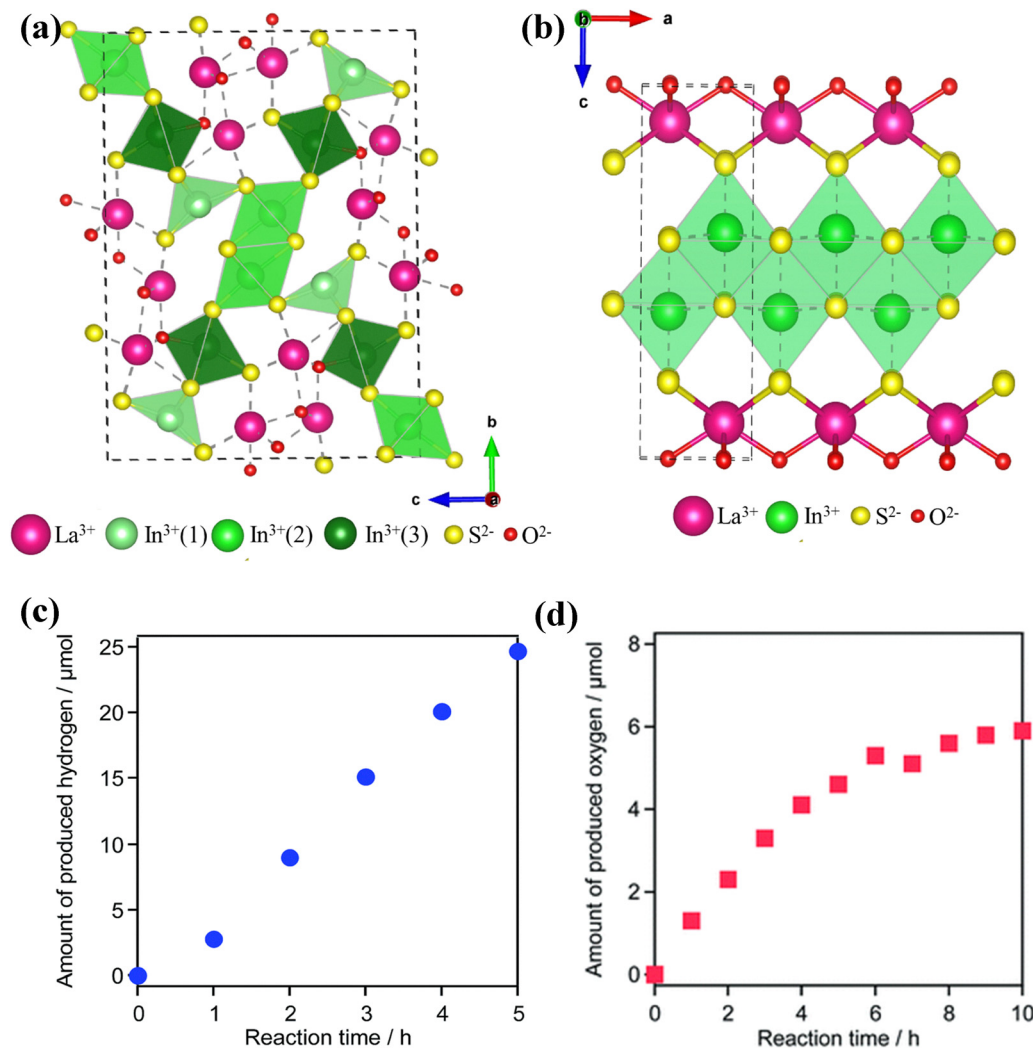 (a)
b
c
a
La³⁺ In³⁺(1) In³⁺(2) In³⁺(3) S²⁻ O²⁻
(b)
b
a
c
La³⁺ In³⁺ S²⁻ O²⁻
(c)
Amount of produced hydrogen / μmol
25
20
15
10
5
0
0 1 2 3 4 5
Reaction time / h
(d)
Amount of produced oxygen / μmol
8
6
4
2
0
0 2 4 6 8 10
Reaction time / h